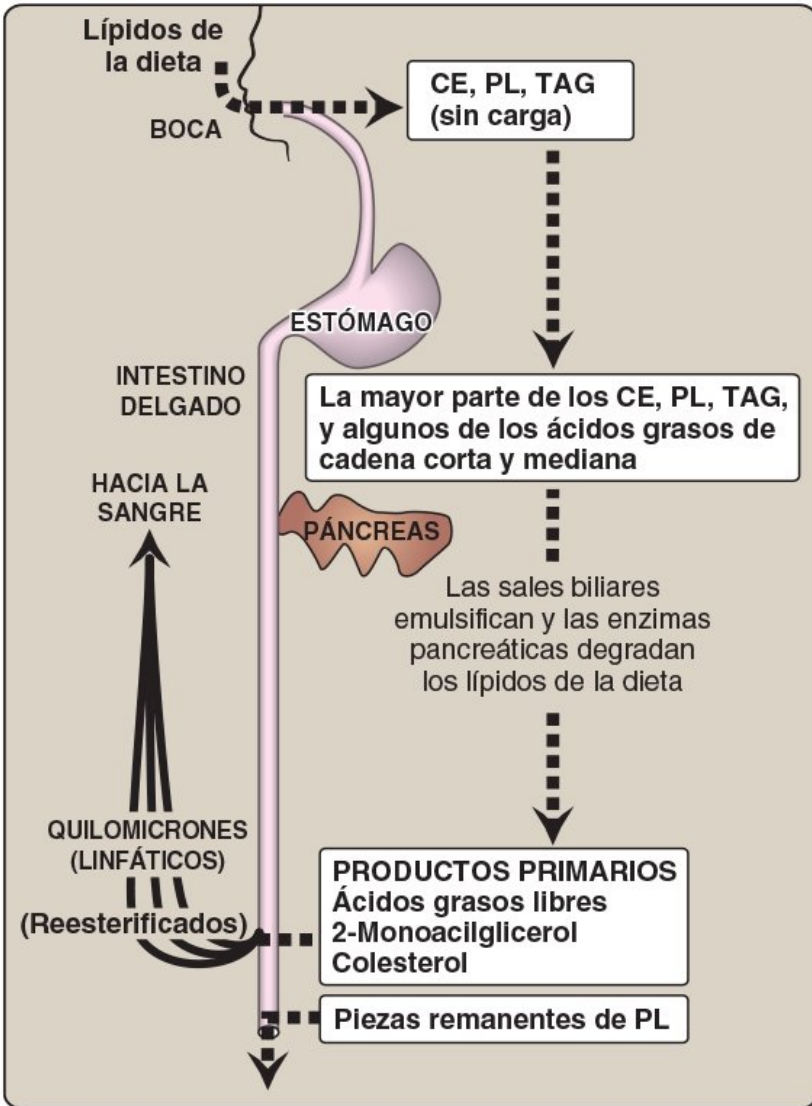 Lípidos de
la dieta
BOCA
CE, PL, TAG
(sin carga)
ESTÓMAGO
INTESTINO
DELGADO
La mayor parte de los CE, PL, TAG,
y algunos de los ácidos grasos de
cadena corta y mediana
HACIA LA
SANGRE
PÁNCREAS
Las sales biliares
emulsifican y las enzimas
pancreáticas degradan
los lípidos de la dieta
QUILOMICRONES
(LINFÁTICOS)
(Reesterificados)
PRODUCTOS PRIMARIOS
Ácidos grasos libres
2-Monoacilglicerol
Colesterol
Piezas remanentes de PL